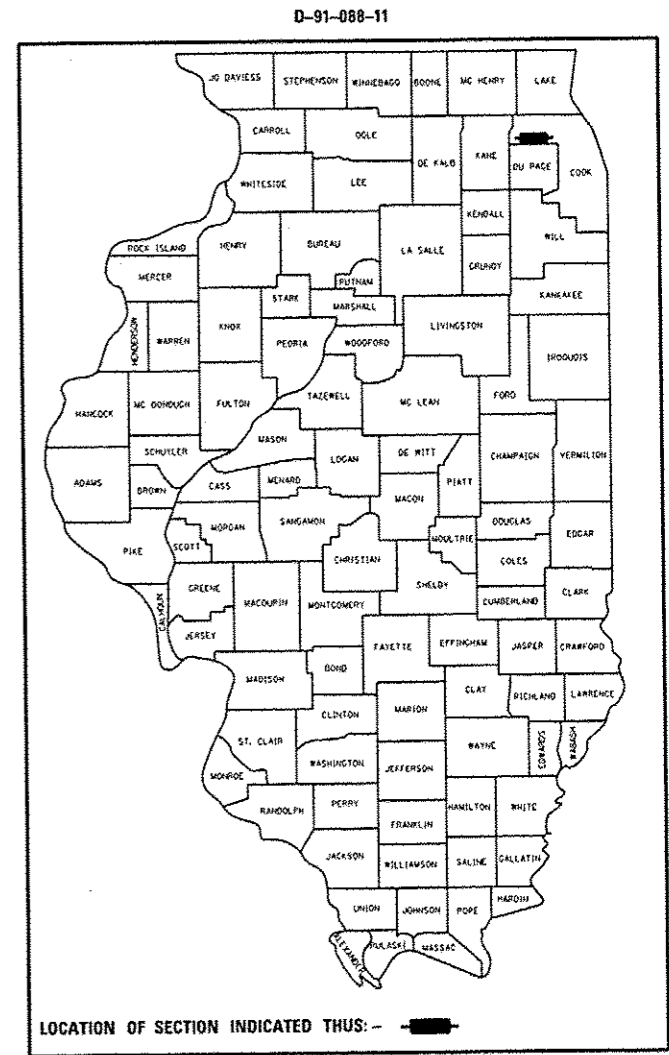 D-91-088-11
JO DAVIESS STEPHENSON WINNEBAGO BOONE MC HENRY LAKE
CARROLL OGLE DE KALB KANE DU PAGE COOK
WHITESIDE LEE
KENDALL WILL
ROCK ISLAND HENRY BUREAU LA SALLE GRUNDY
MERCER PUTNAM KANKAKEE
STARK MARSHALL LIVINGSTON
HENDERSON WARREN KNOX PEORIA WOODFORD IROQUOIS
HANCOCK MC DONOUGH FULTON TAZEWELL MC LEAN FORD
MASON
SCHUYLER LOGAN DE WITT CHAMPAIGN VERMILION
ADAMS BROWN CASS MENARD MACON PIATT
MORGAN SANGAMON DOUGLAS EDGAR
PIKE SCOTT CHRISTIAN MOULTRIE COLES
GREENE SHELBY CLARK
CALHOUN MACOUPIN MONTGOMERY CUMBERLAND
JERSEY FAYETTE EFFINGHAM JASPER CRAWFORD
MADISON BOND
CLAY RICHLAND LAWRENCE
CLINTON MARION
ST. CLAIR WAYNE EDWARDS WABASH
WASHINGTON JEFFERSON
MONROE
RANDOLPH PERRY HAMILTON WHITE
FRANKLIN
JACKSON WILLIAMSON SALINE GALLATIN
UNION JOHNSON POPE HARDIN
ALEXANDER PULASKI MASSAC
LOCATION OF SECTION INDICATED THUS: -